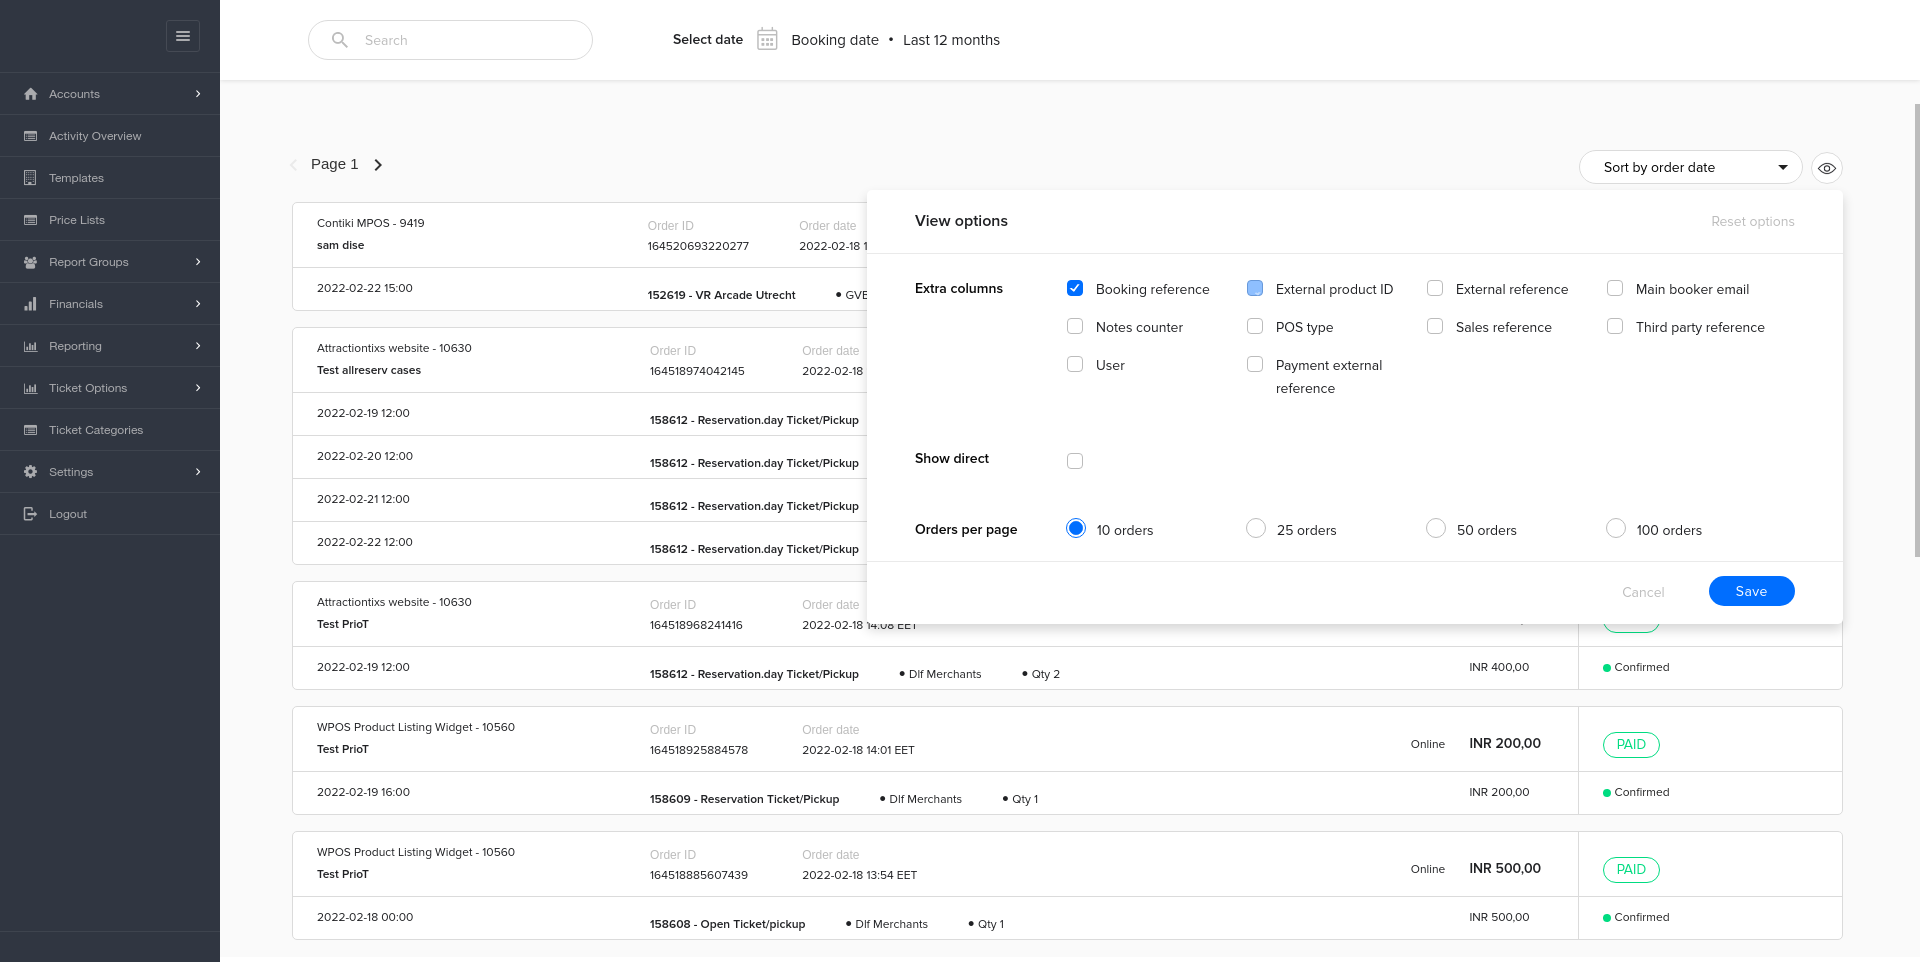 Search
Select date Booking date • Last 12 months
Accounts
Activity Overview
Templates
Price Lists
Report Groups
Financials
Reporting
Ticket Options
Ticket Categories
Settings
Logout
Page 1
Sort by order date
Contiki MPOS - 9419 Order ID Order date
sam dise 164520693220277 2022-02-18 1
2022-02-22 15:00 152619 - VR Arcade Utrecht • GVB
Attractiontixs website - 10630 Order ID Order date
Test allreserv cases 164518974042145 2022-02-18
2022-02-19 12:00 158612 - Reservation.day Ticket/Pickup
2022-02-20 12:00 158612 - Reservation.day Ticket/Pickup
2022-02-21 12:00 158612 - Reservation.day Ticket/Pickup
2022-02-22 12:00 158612 - Reservation.day Ticket/Pickup
View options Reset options
Extra columns
Booking reference External product ID External reference Main booker email
Notes counter POS type Sales reference Third party reference
User Payment external
reference
Show direct
Orders per page 10 orders 25 orders 50 orders 100 orders
Cancel Save
Attractiontixs website - 10630 Order ID Order date
Test PrioT 164518968241416 2022-02-18 14:08 EET
2022-02-19 12:00 158612 - Reservation.day Ticket/Pickup • Dlf Merchants • Qty 2 INR 400,00 Confirmed
WPOS Product Listing Widget - 10560 Order ID Order date
Test PrioT 164518925884578 2022-02-18 14:01 EET Online INR 200,00 PAID
2022-02-19 16:00 158609 - Reservation Ticket/Pickup • Dlf Merchants • Qty 1 INR 200,00 Confirmed
WPOS Product Listing Widget - 10560 Order ID Order date
Test PrioT 164518885607439 2022-02-18 13:54 EET Online INR 500,00 PAID
2022-02-18 00:00 158608 - Open Ticket/pickup • Dlf Merchants • Qty 1 INR 500,00 Confirmed